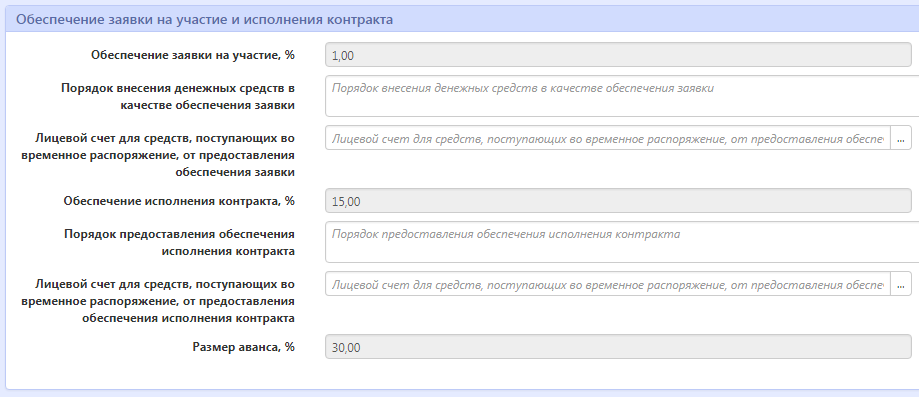 Обеспечение заявки на участие и исполнения контракта
Обеспечение заявки на участие, %
1,00
Порядок внесения денежных средств в
качестве обеспечения заявки
Порядок внесения денежных средств в качестве обеспечения заявки
Лицевой счет для средств, поступающих во
временное распоряжение, от предоставления
обеспечения заявки
Лицевой счет для средств, поступающих во временное распоряжение, от предоставления обеспече
...
Обеспечение исполнения контракта, %
15,00
Порядок предоставления обеспечения
исполнения контракта
Порядок предоставления обеспечения исполнения контракта
Лицевой счет для средств, поступающих во
временное распоряжение, от предоставления
обеспечения исполнения контракта
Лицевой счет для средств, поступающих во временное распоряжение, от предоставления обеспече
...
Размер аванса, %
30,00